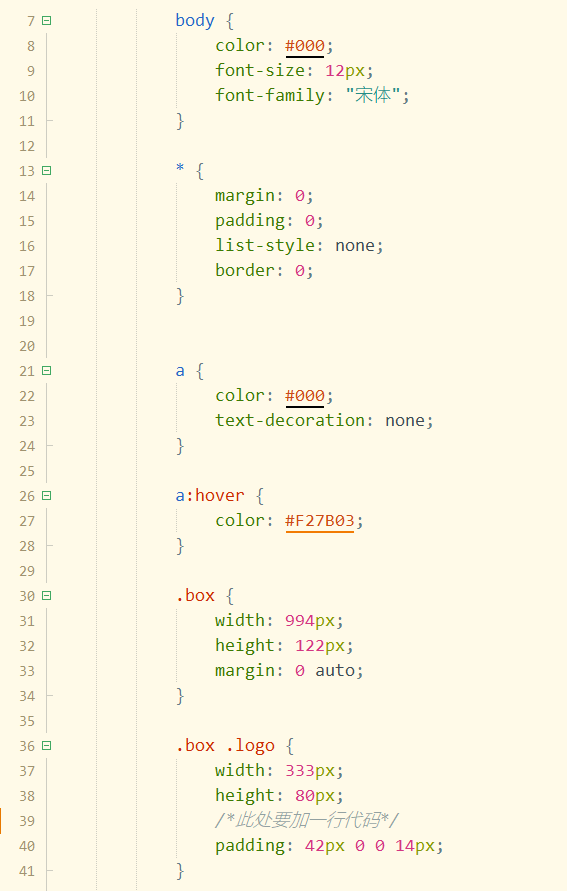 7 body {
8 color: #000;
9 font-size: 12px;
10 font-family: "宋体";
11 }
12
13 * {
14 margin: 0;
15 padding: 0;
16 list-style: none;
17 border: 0;
18 }
19
20
21 a {
22 color: #000;
23 text-decoration: none;
24 }
25
26 a:hover {
27 color: #F27B03;
28 }
29
30 .box {
31 width: 994px;
32 height: 122px;
33 margin: 0 auto;
34 }
35
36 .box .logo {
37 width: 333px;
38 height: 80px;
39 /*此处要加一行代码*/
40 padding: 42px 0 0 14px;
41 }